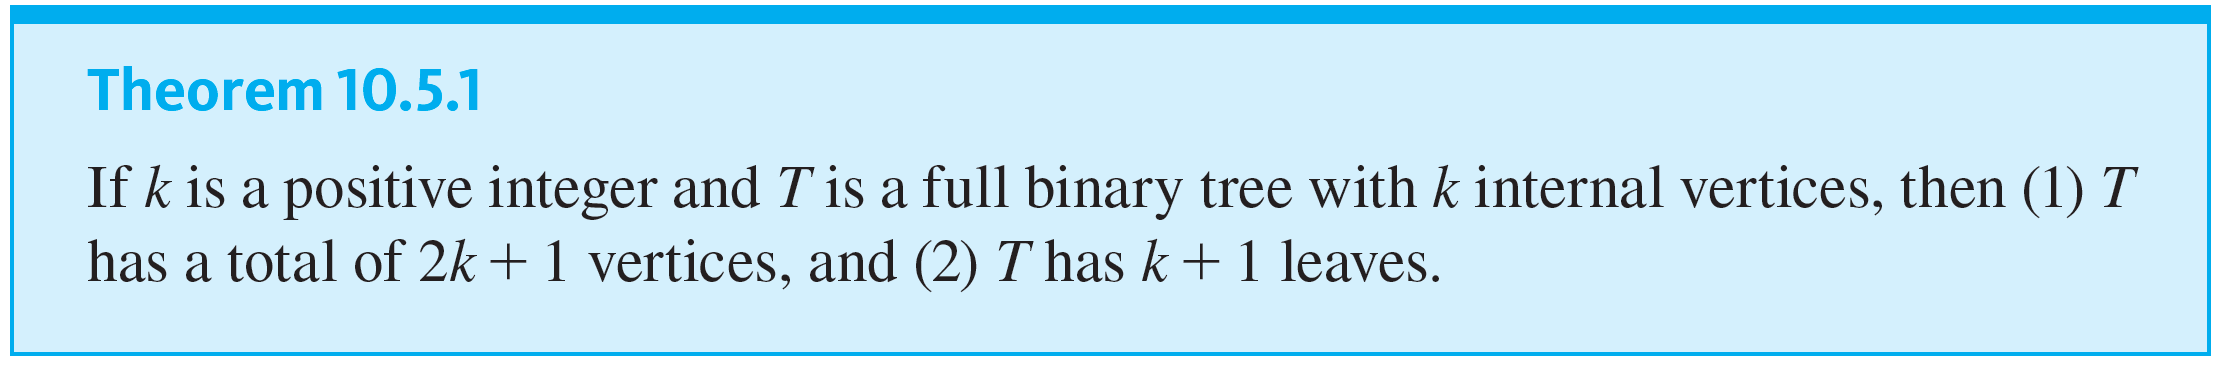 Theorem 10.5.1
If k is a positive integer and T is a full binary tree with k internal vertices, then (1) T
has a total of 2k + 1 vertices, and (2) T has k + 1 leaves.